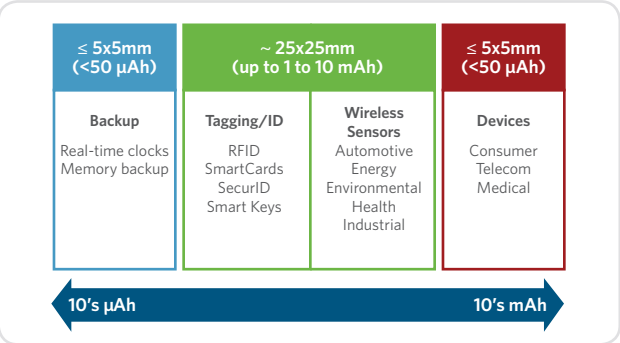 ≤ 5x5mm
(<50 µAh)
~ 25x25mm
(up to 1 to 10 mAh)
≤ 5x5mm
(<50 µAh)
Backup
Real-time clocks
Memory backup
Tagging/ID
RFID
SmartCards
SecurID
Smart Keys
Wireless
Sensors
Automotive
Energy
Environmental
Health
Industrial
Devices
Consumer
Telecom
Medical
10's µAh
10's mAh